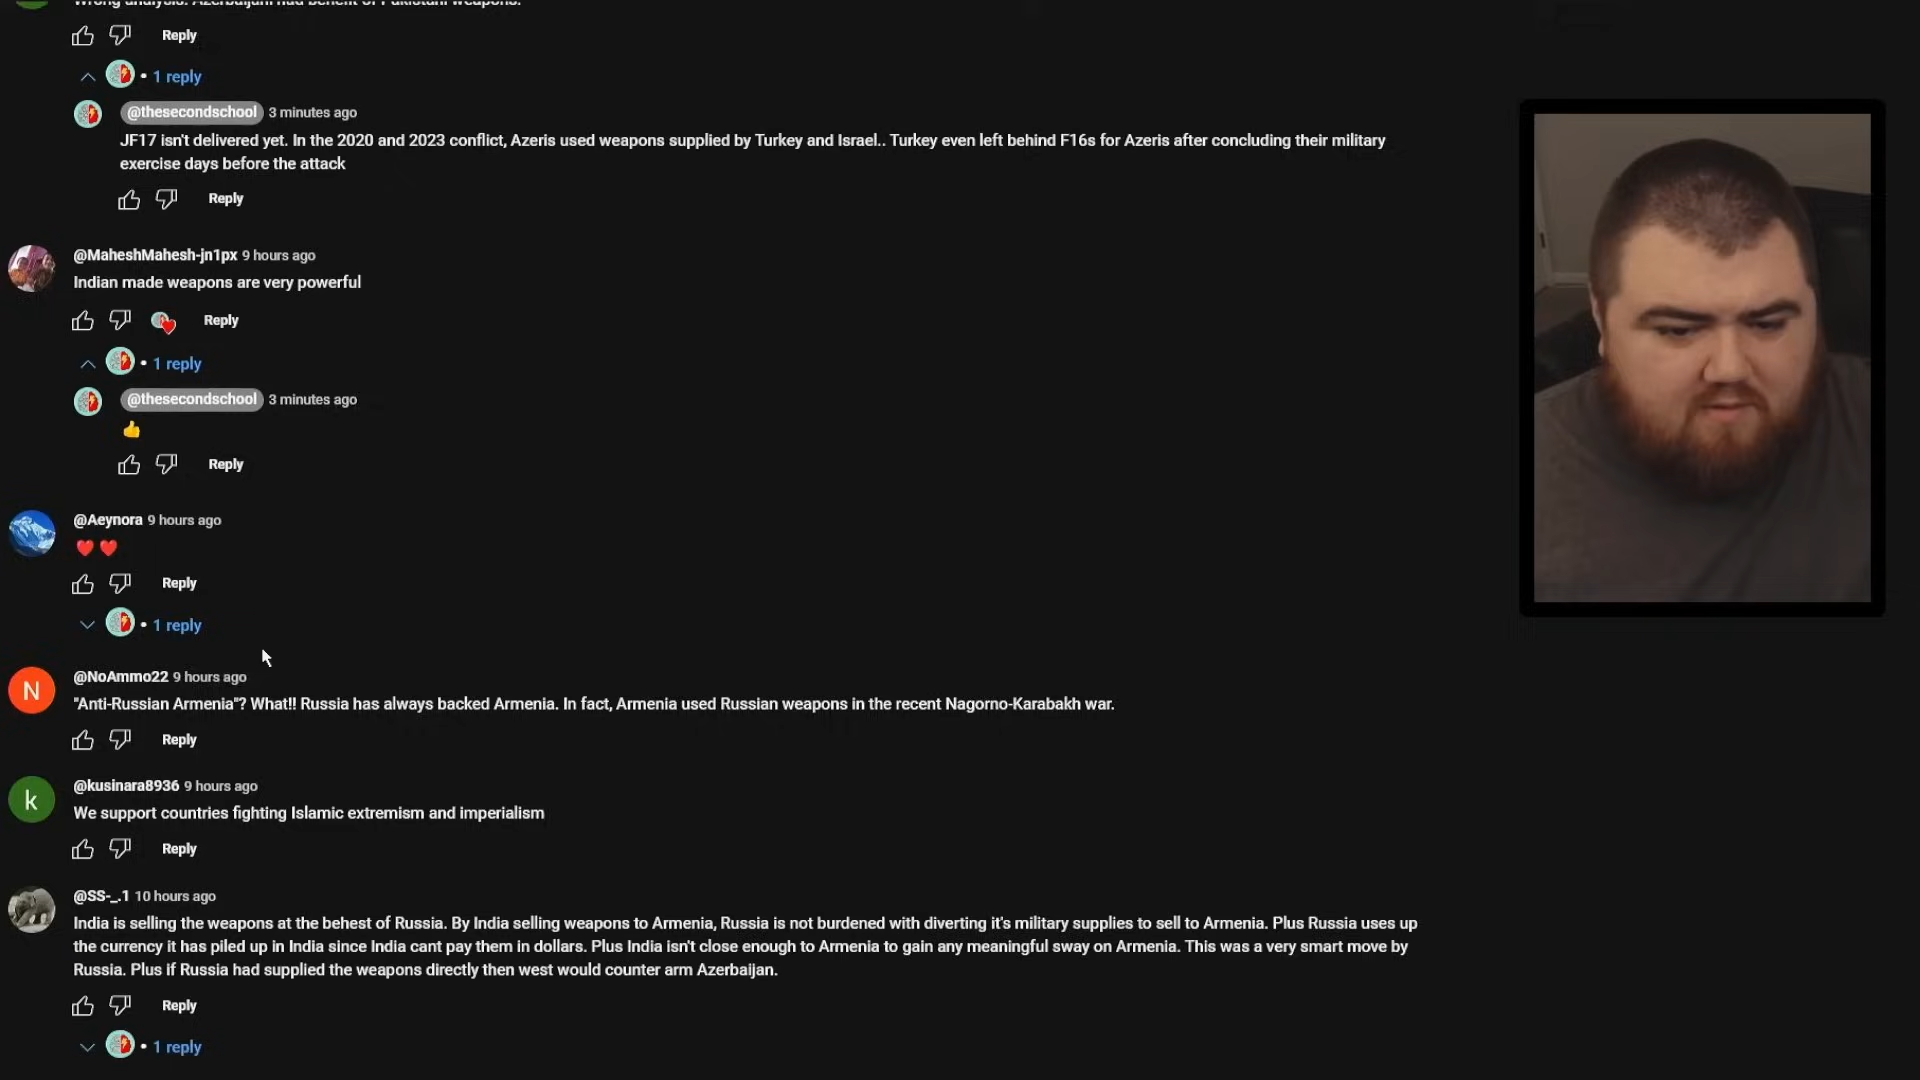 Wrong analysis. Azerbaijani had benefit of Pakistani weapons.
Reply
• 1 reply
@thesecondschool 3 minutes ago
JF17 isn't delivered yet. In the 2020 and 2023 conflict, Azeris used weapons supplied by Turkey and Israel.. Turkey even left behind F16s for Azeris after concluding their military
exercise days before the attack
Reply
@MaheshMahesh-jn1px 9 hours ago
Indian made weapons are very powerful
Reply
• 1 reply
@thesecondschool 3 minutes ago
👍
Reply
@Aeynora 9 hours ago
❤️ ❤️
Reply
• 1 reply
N
@NoAmmo22 9 hours ago
"Anti-Russian Armenia"? What!! Russia has always backed Armenia. In fact, Armenia used Russian weapons in the recent Nagorno-Karabakh war.
Reply
k
@kusinara8936 9 hours ago
We support countries fighting Islamic extremism and imperialism
Reply
@SS-_.1 10 hours ago
India is selling the weapons at the behest of Russia. By India selling weapons to Armenia, Russia is not burdened with diverting it's military supplies to sell to Armenia. Plus Russia uses up
the currency it has piled up in India since India cant pay them in dollars. Plus India isn't close enough to Armenia to gain any meaningful sway on Armenia. This was a very smart move by
Russia. Plus if Russia had supplied the weapons directly then west would counter arm Azerbaijan.
Reply
• 1 reply